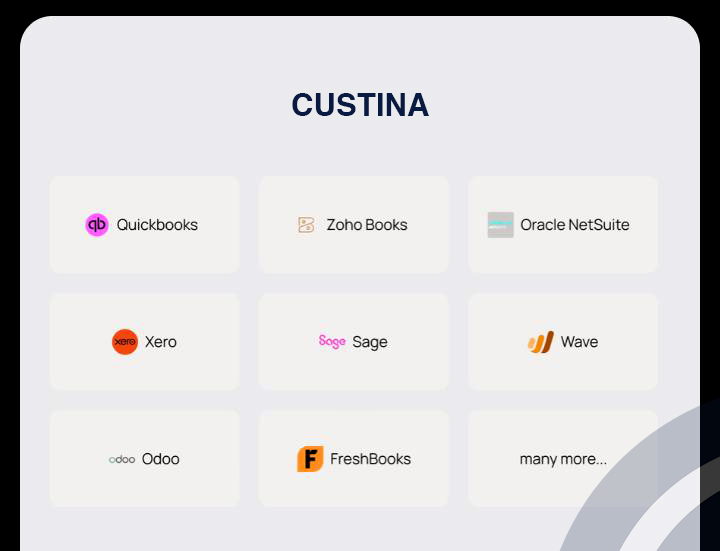 CUSTINA
qb Quickbooks
Zoho Books
Oracle NetSuite
xero Xero
Sage Sage
Wave
odoo Odoo
F FreshBooks
many more...